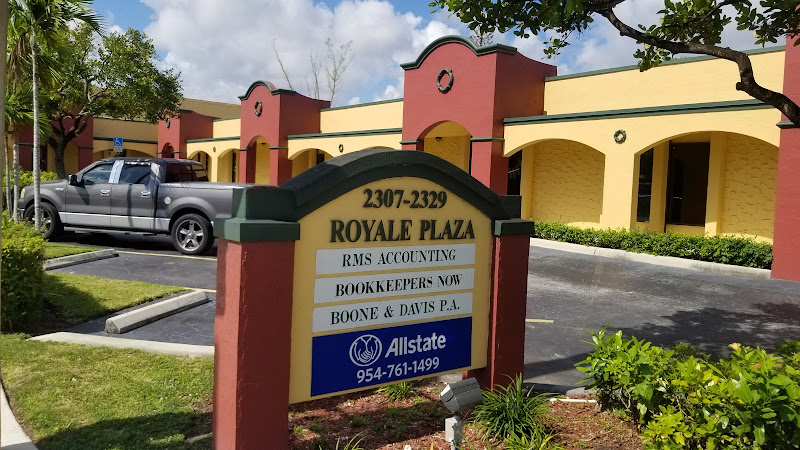 2307-2329
ROYALE PLAZA
RMS ACCOUNTING
BOOKKEEPERS NOW
BOONE & DAVIS P.A.
Allstate
954-761-1499